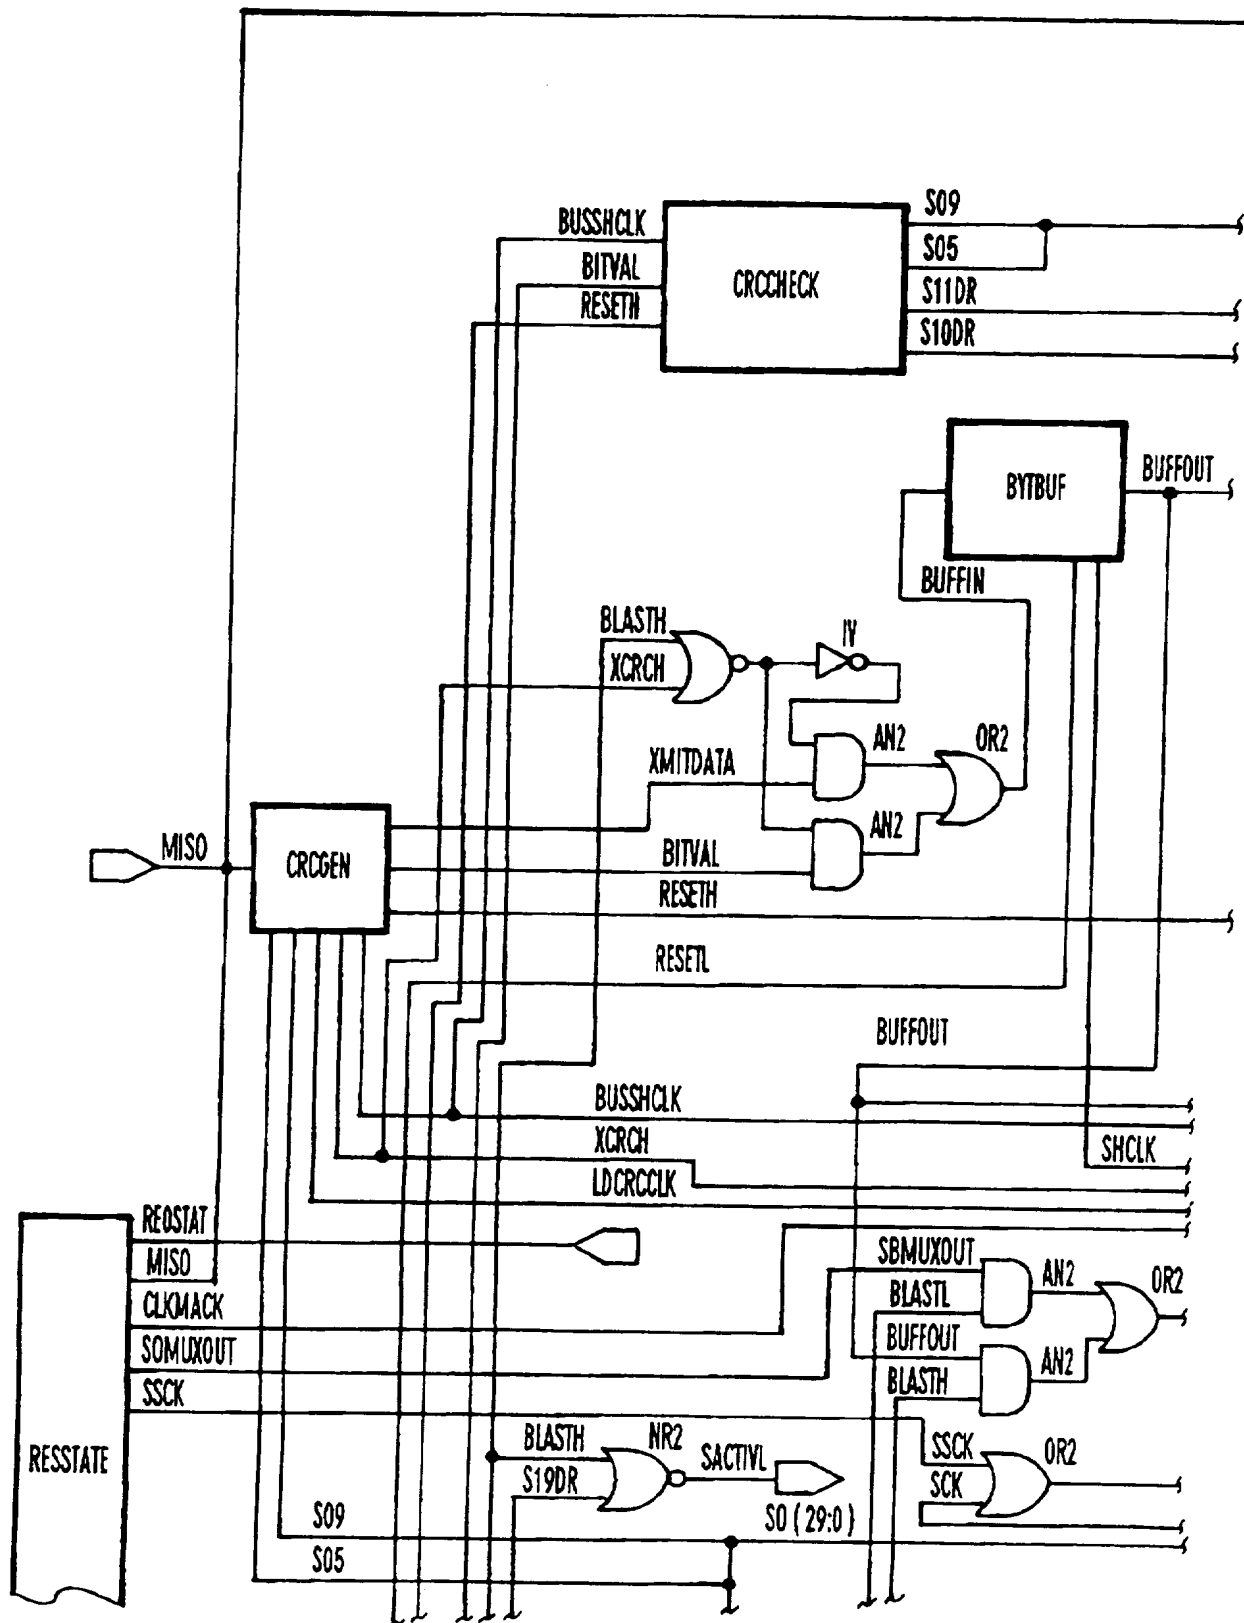 S09
BUSSHCLK
S05
BITVAL
CRCCHECK
S11DR
RESETH
S10DR
BUFFOUT
BYTBUF
BUFFIN
BLASTH
IV
XCRCH
AN2
OR2
XMITDATA
AN2
MISO
CRCGEN
BITVAL
RESETH
RESETL
BUFFOUT
BUSSHCLK
XCRCH
SHCLK
LDCRCCLK
REOSTAT
MISO
SBMUXOUT
AN2
OR2
CLKMACK
BLASTL
SOMUXOUT
BUFFOUT
AN2
SSCK
BLASTH
RESSTATE
BLASTH
NR2
SACTIVL
SSCK
OR2
S19DR
SCK
SO ( 29:0 )
S09
S05